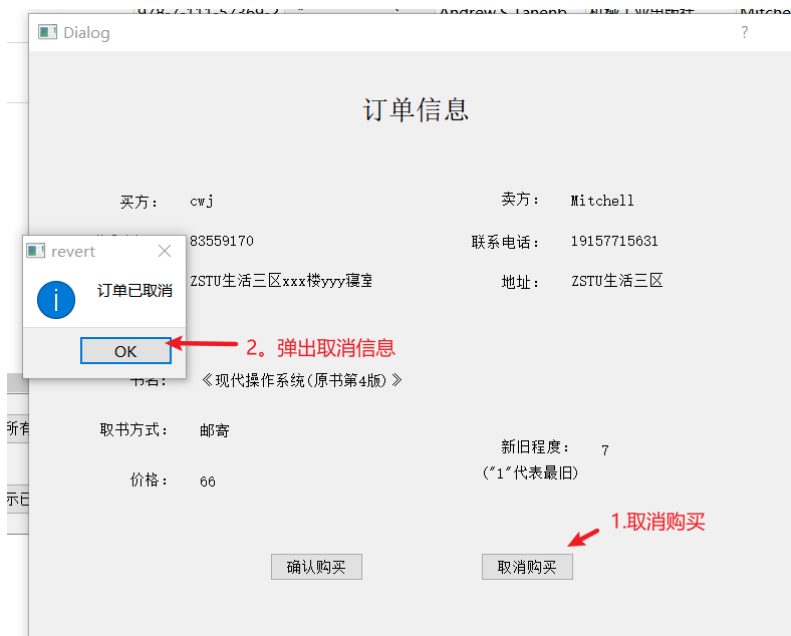 Dialog
?
订单信息
买方： cwj
卖方： Mitchell
83559170
联系电话： 19157715631
ZSTU生活三区xxx楼yyy寝室
地址： ZSTU生活三区
revert
订单已取消
OK
2。弹出取消信息
书名： 《现代操作系统(原书第4版)》
所有
取书方式： 邮寄
新旧程度： 7
("1"代表最旧)
价格： 66
示已
1.取消购买
确认购买
取消购买